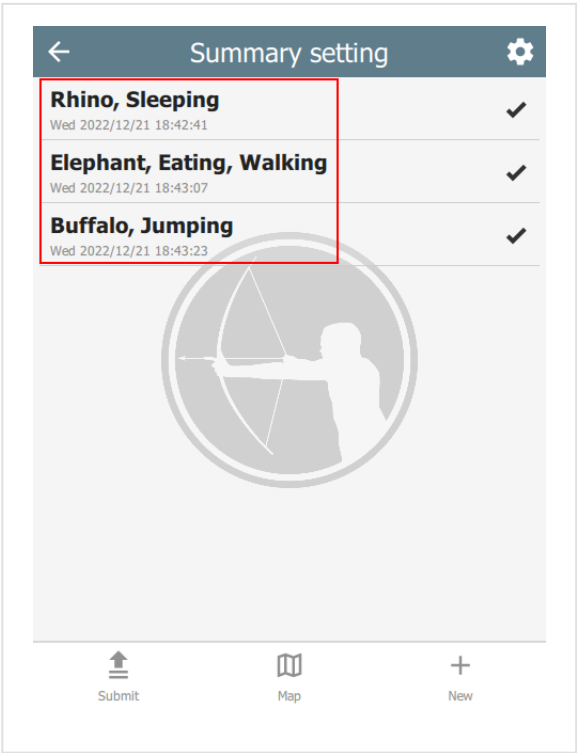 Summary setting
Rhino, Sleeping
Wed 2022/12/21 18:42:41
Elephant, Eating, Walking
Wed 2022/12/21 18:43:07
Buffalo, Jumping
Wed 2022/12/21 18:43:23
Submit
Map
New